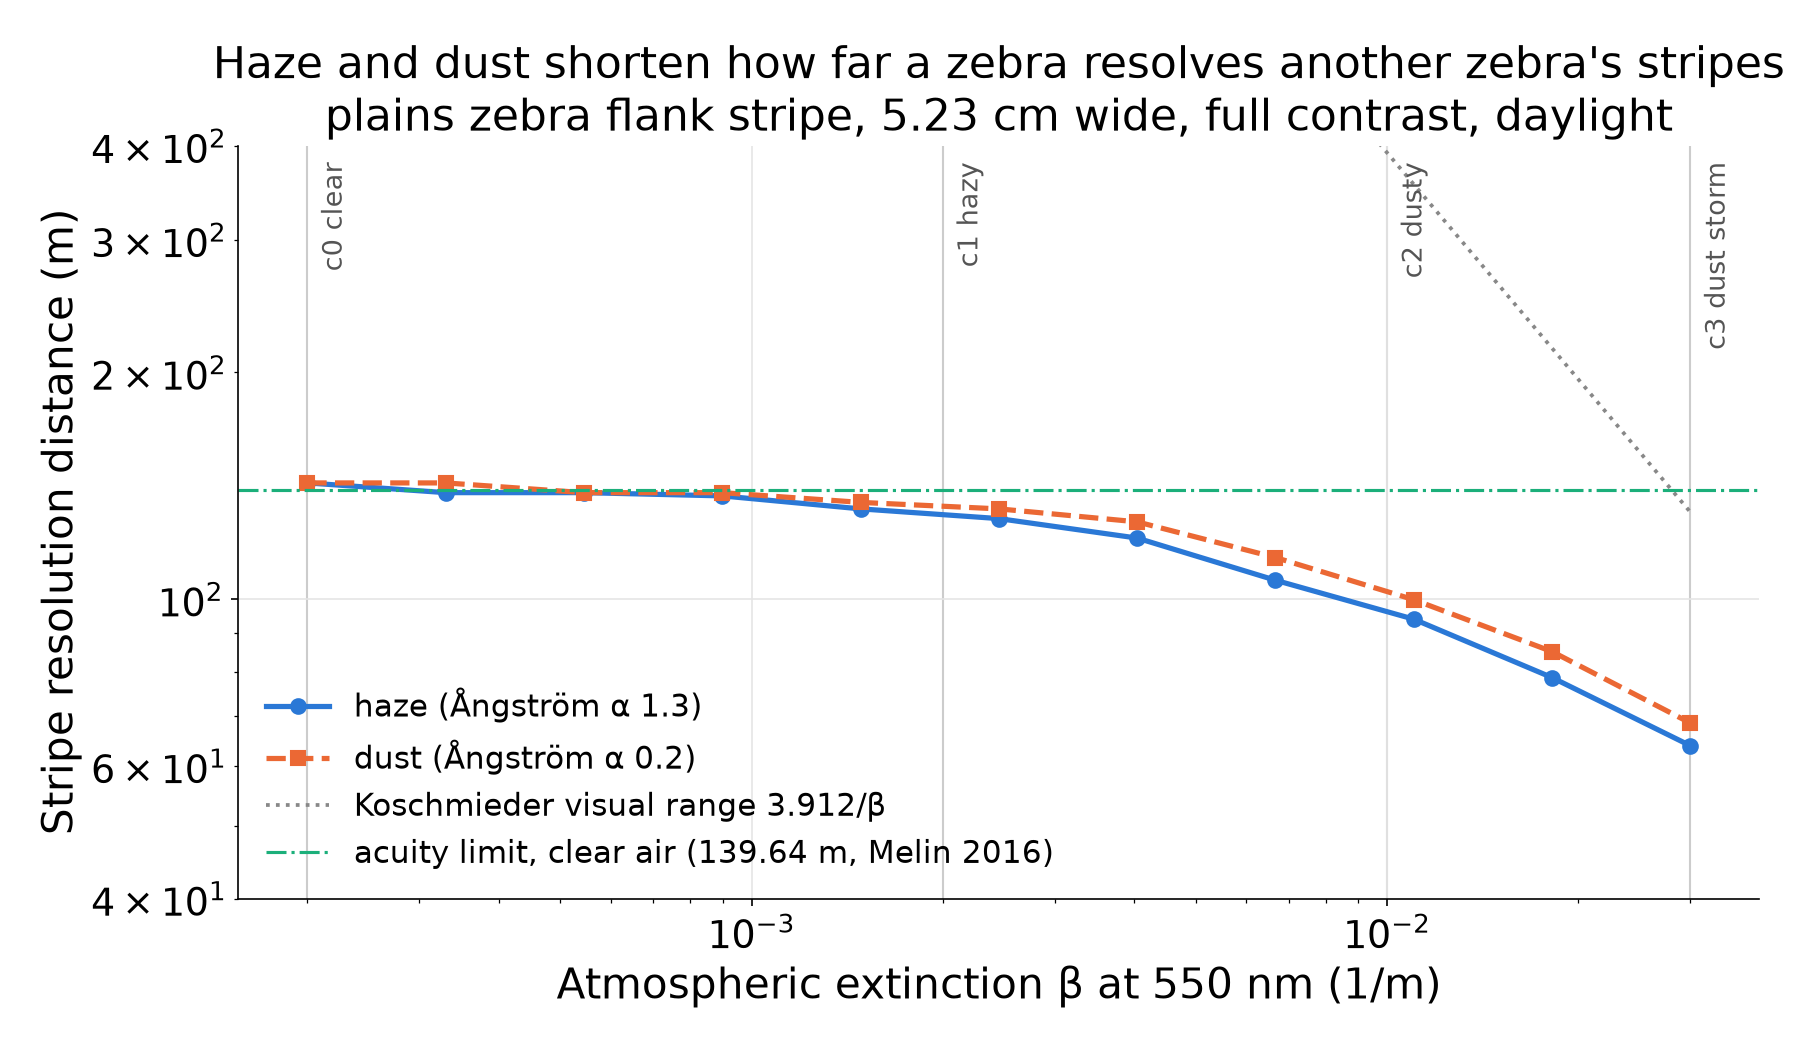 Haze and dust shorten how far a zebra resolves another zebra's stripes
plains zebra flank stripe, 5.23 cm wide, full contrast, daylight
Stripe resolution distance (m)
4 × 10²
3 × 10²
2 × 10²
10²
6 × 10¹
4 × 10¹
c0 clear
c1 hazy
c2 dusty
c3 dust storm
haze (Ångström α 1.3)
dust (Ångström α 0.2)
Koschmieder visual range 3.912/β
acuity limit, clear air (139.64 m, Melin 2016)
10⁻³
10⁻²
Atmospheric extinction β at 550 nm (1/m)